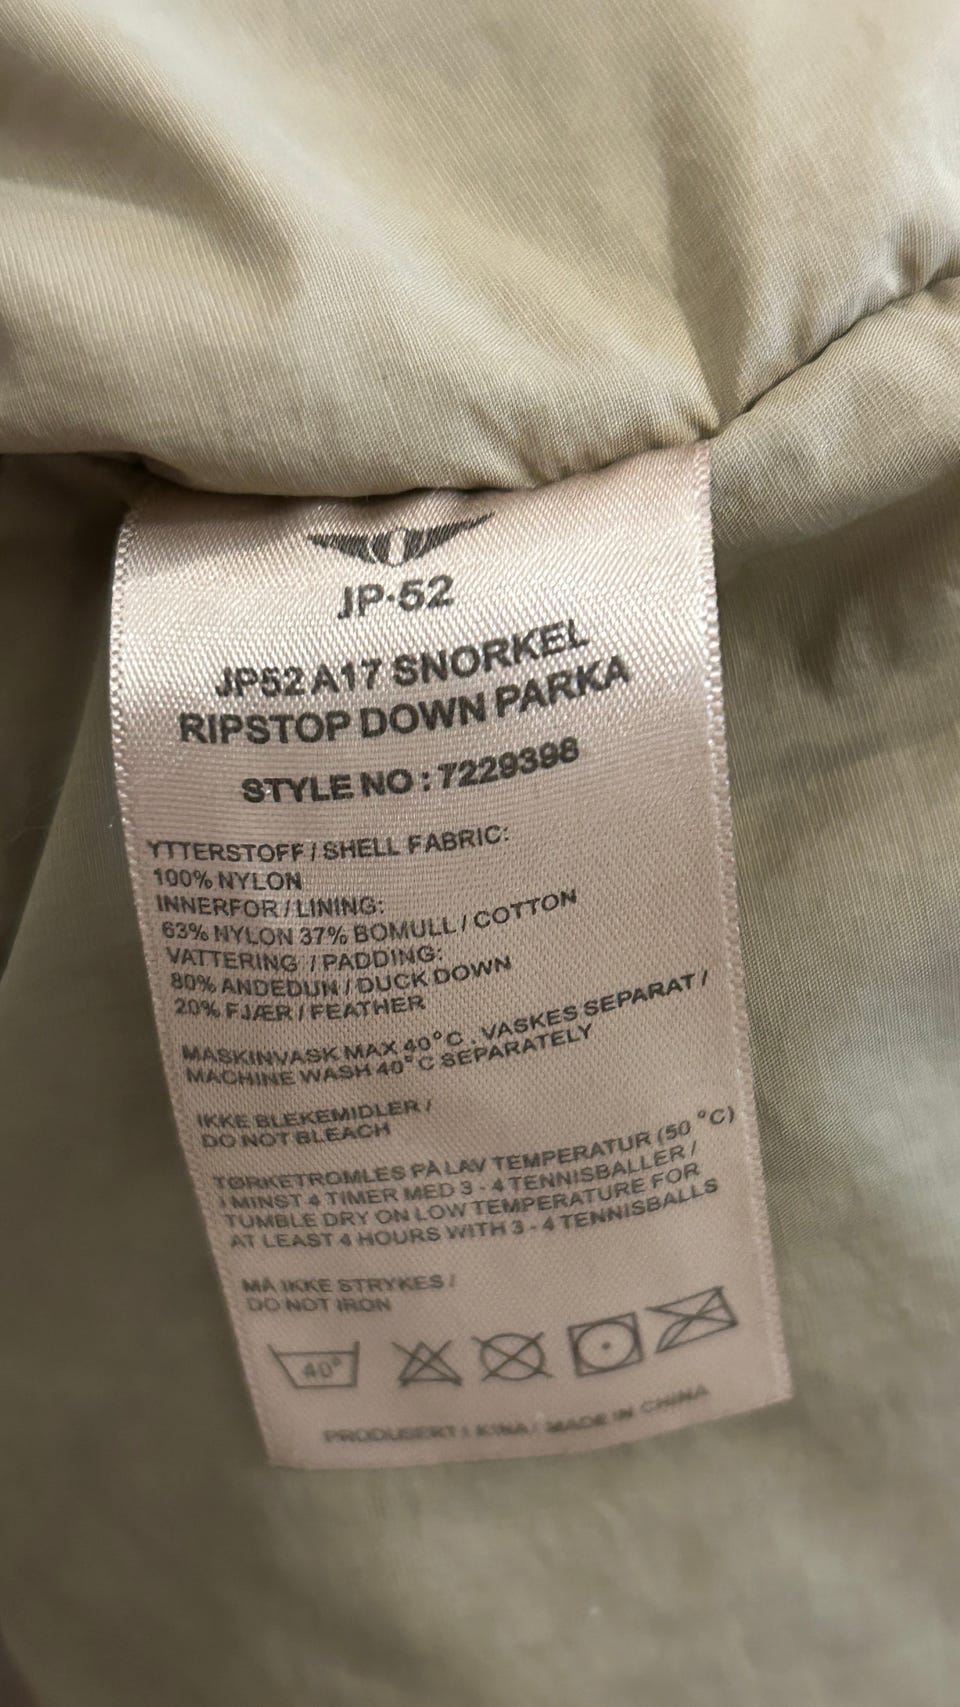 JP·52
JP52 A17 SNORKEL
RIPSTOP DOWN PARKA
STYLE NO : 7229398
YTTERSTOFF / SHELL FABRIC:
100% NYLON
INNERFOR / LINING:
63% NYLON 37% BOMULL / COTTON
VATTERING / PADDING:
80% ANDEDUN / DUCK DOWN
20% FJÆR / FEATHER
MASKINVASK MAX 40°C . VASKES SEPARAT /
MACHINE WASH 40°C SEPARATELY
IKKE BLEKEMIDLER /
DO NOT BLEACH
TØRKETROMLES PÅ LAV TEMPERATUR (50 °C)
I MINST 4 TIMER MED 3 - 4 TENNISBALLER /
TUMBLE DRY ON LOW TEMPERATURE FOR
AT LEAST 4 HOURS WITH 3 - 4 TENNISBALLS
MÅ IKKE STRYKES /
DO NOT IRON
40°
PRODUSERT I KINA / MADE IN CHINA